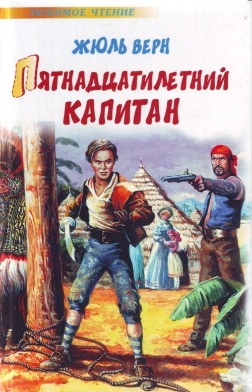 ЛЮБИМОЕ ЧТЕНИЕ
ЖЮЛЬ ВЕРН
ПЯТНАДЦАТИЛЕТНИЙ
КАПИТАН